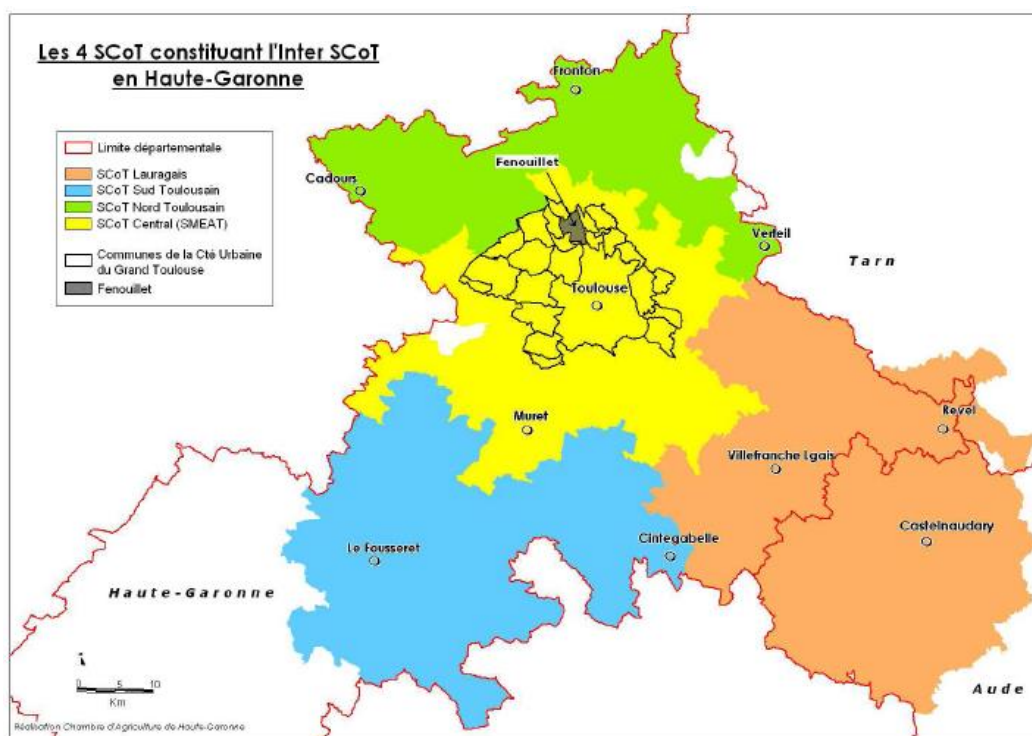 Les 4 SCoT constituant l'Inter SCoT
en Haute-Garonne
Limite départementale
SCoT Lauragais
SCoT Sud Toulousain
SCoT Nord Toulousain
SCoT Central (SMEAT)
Communes de la Cté Urbaine
du Grand Toulouse
Fenouillet
Fronton
Fenouillet
Cadours
Verfeil
Tarn
Toulouse
Muret
Revel
Villefranche Lgais
Castelnaudary
Cintegabelle
Le Fousseret
Haute-Garonne
Aude
0 5 10
Km
Réalisation Chambre d'Agriculture de Haute-Garonne